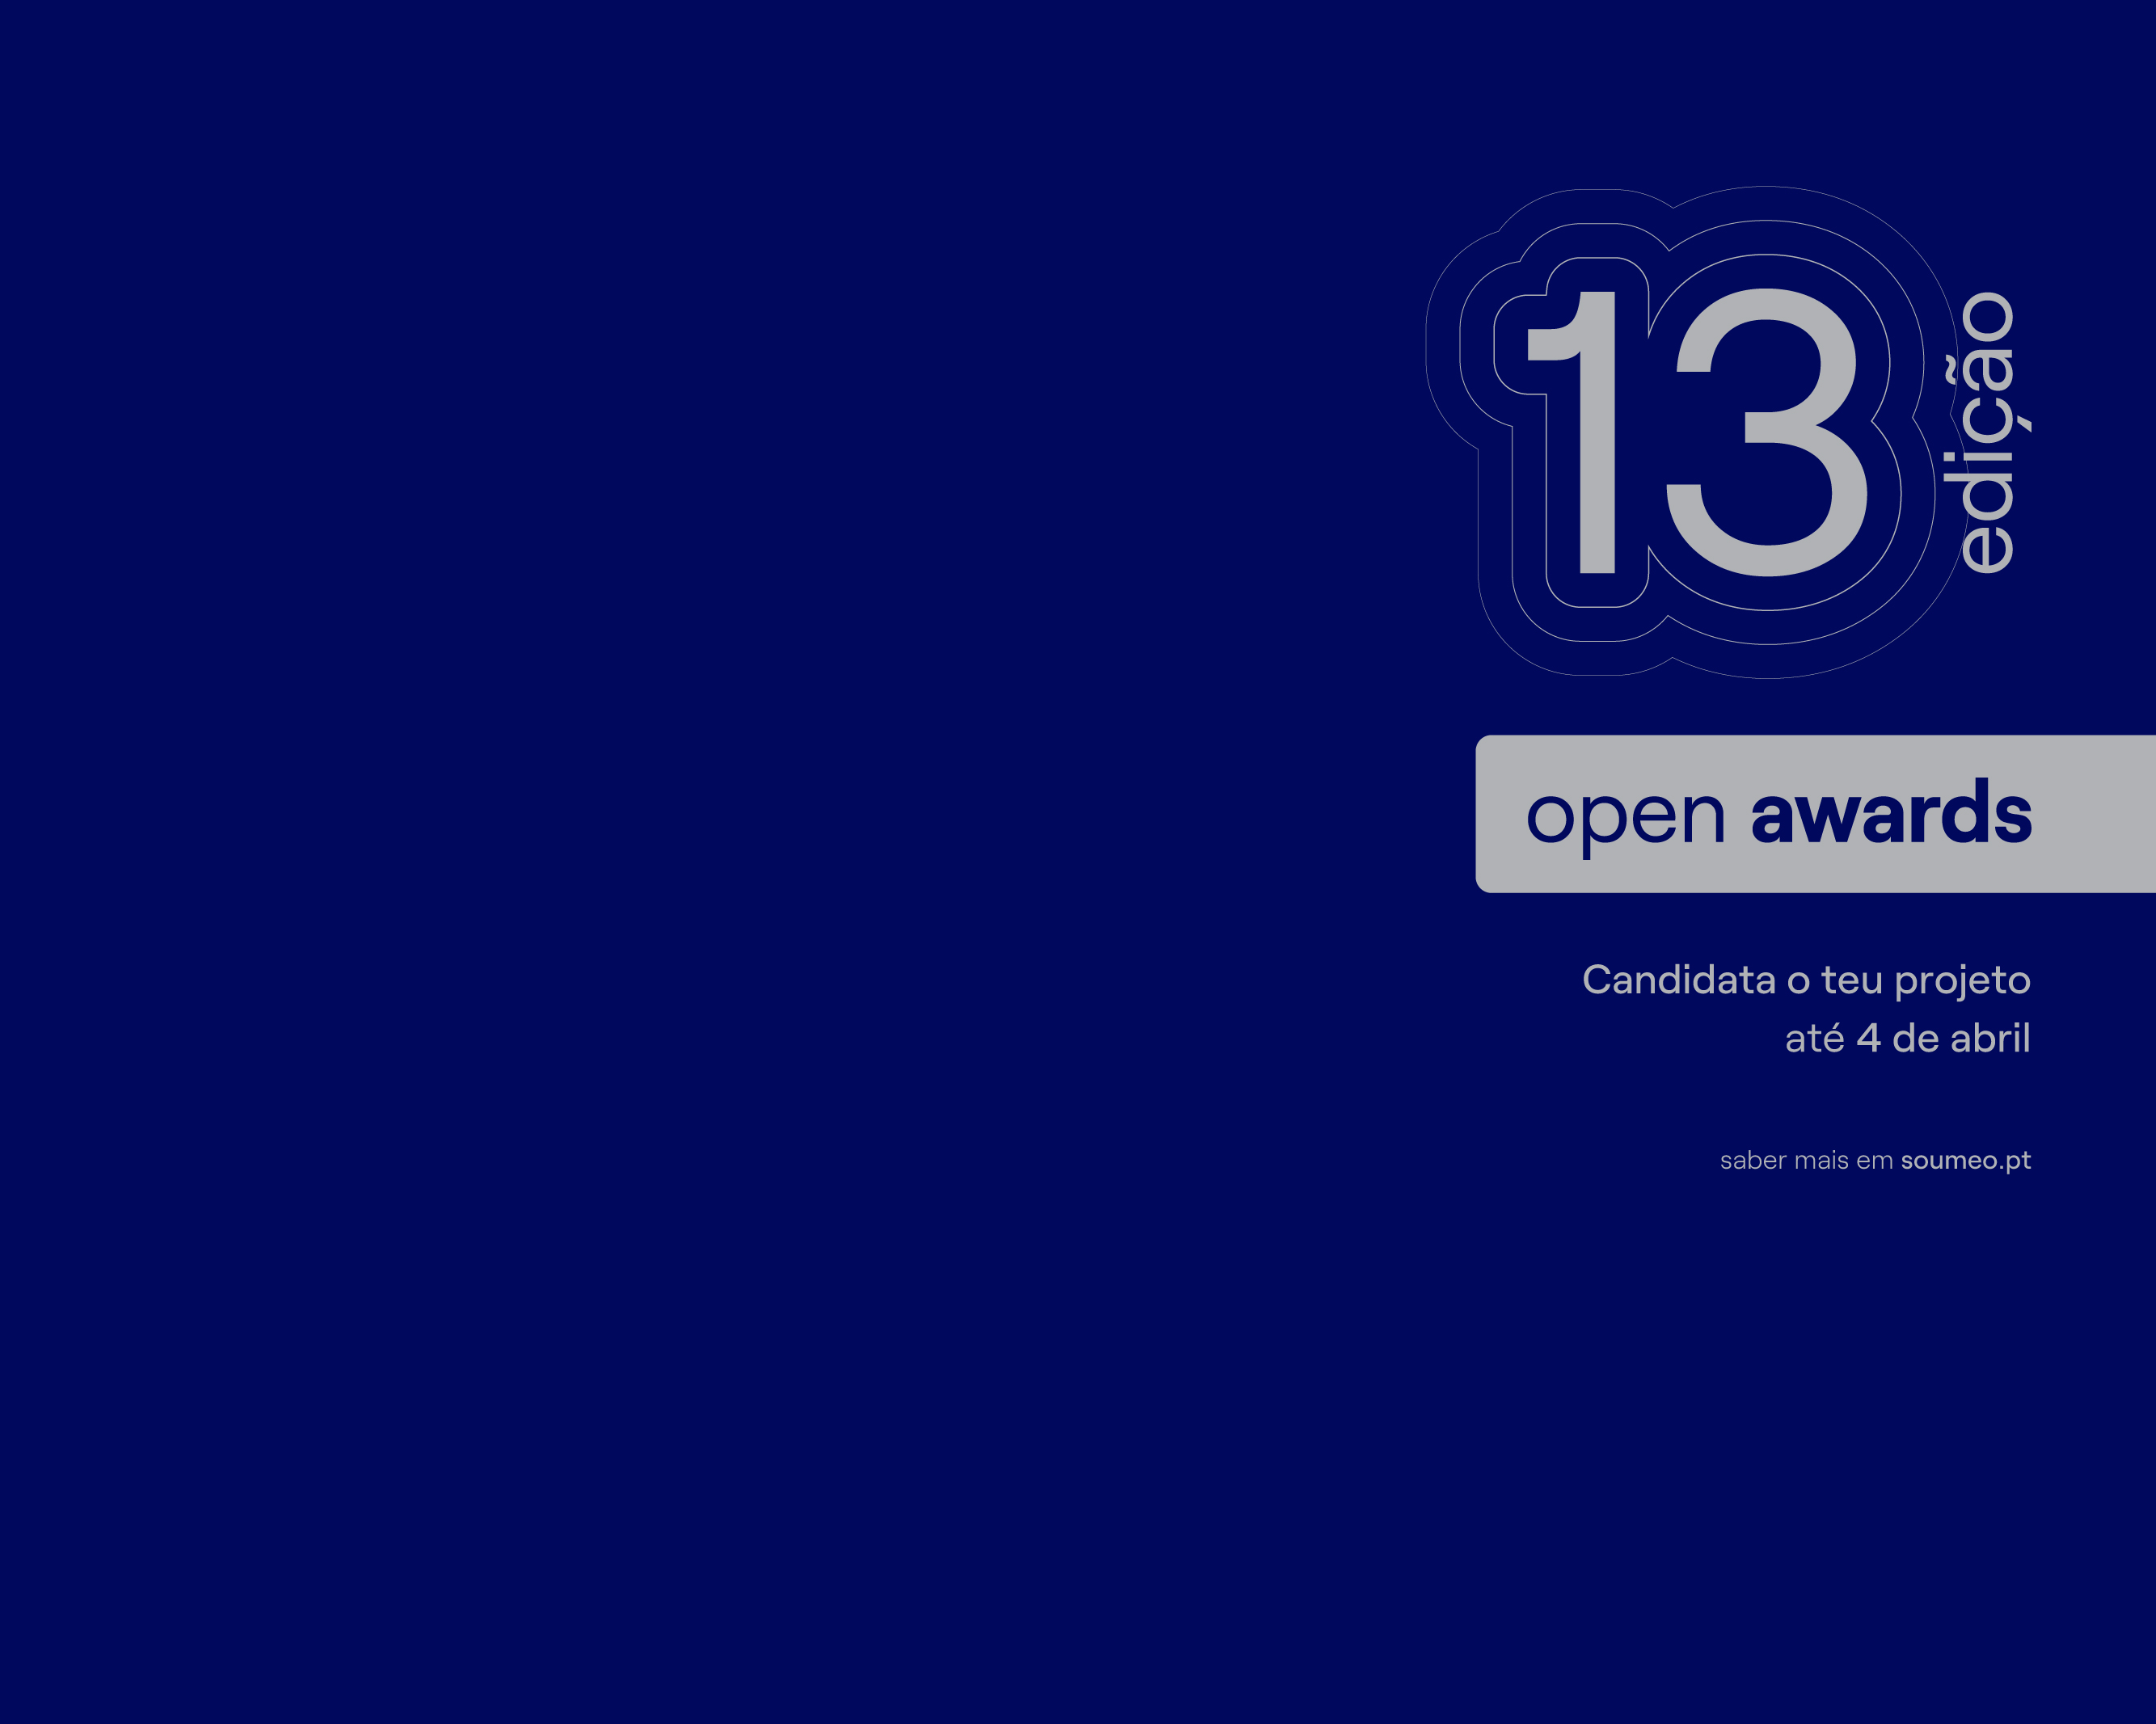 13
edição
open awards
Candidata o teu projeto
até 4 de abril
saber mais em soumeo.pt